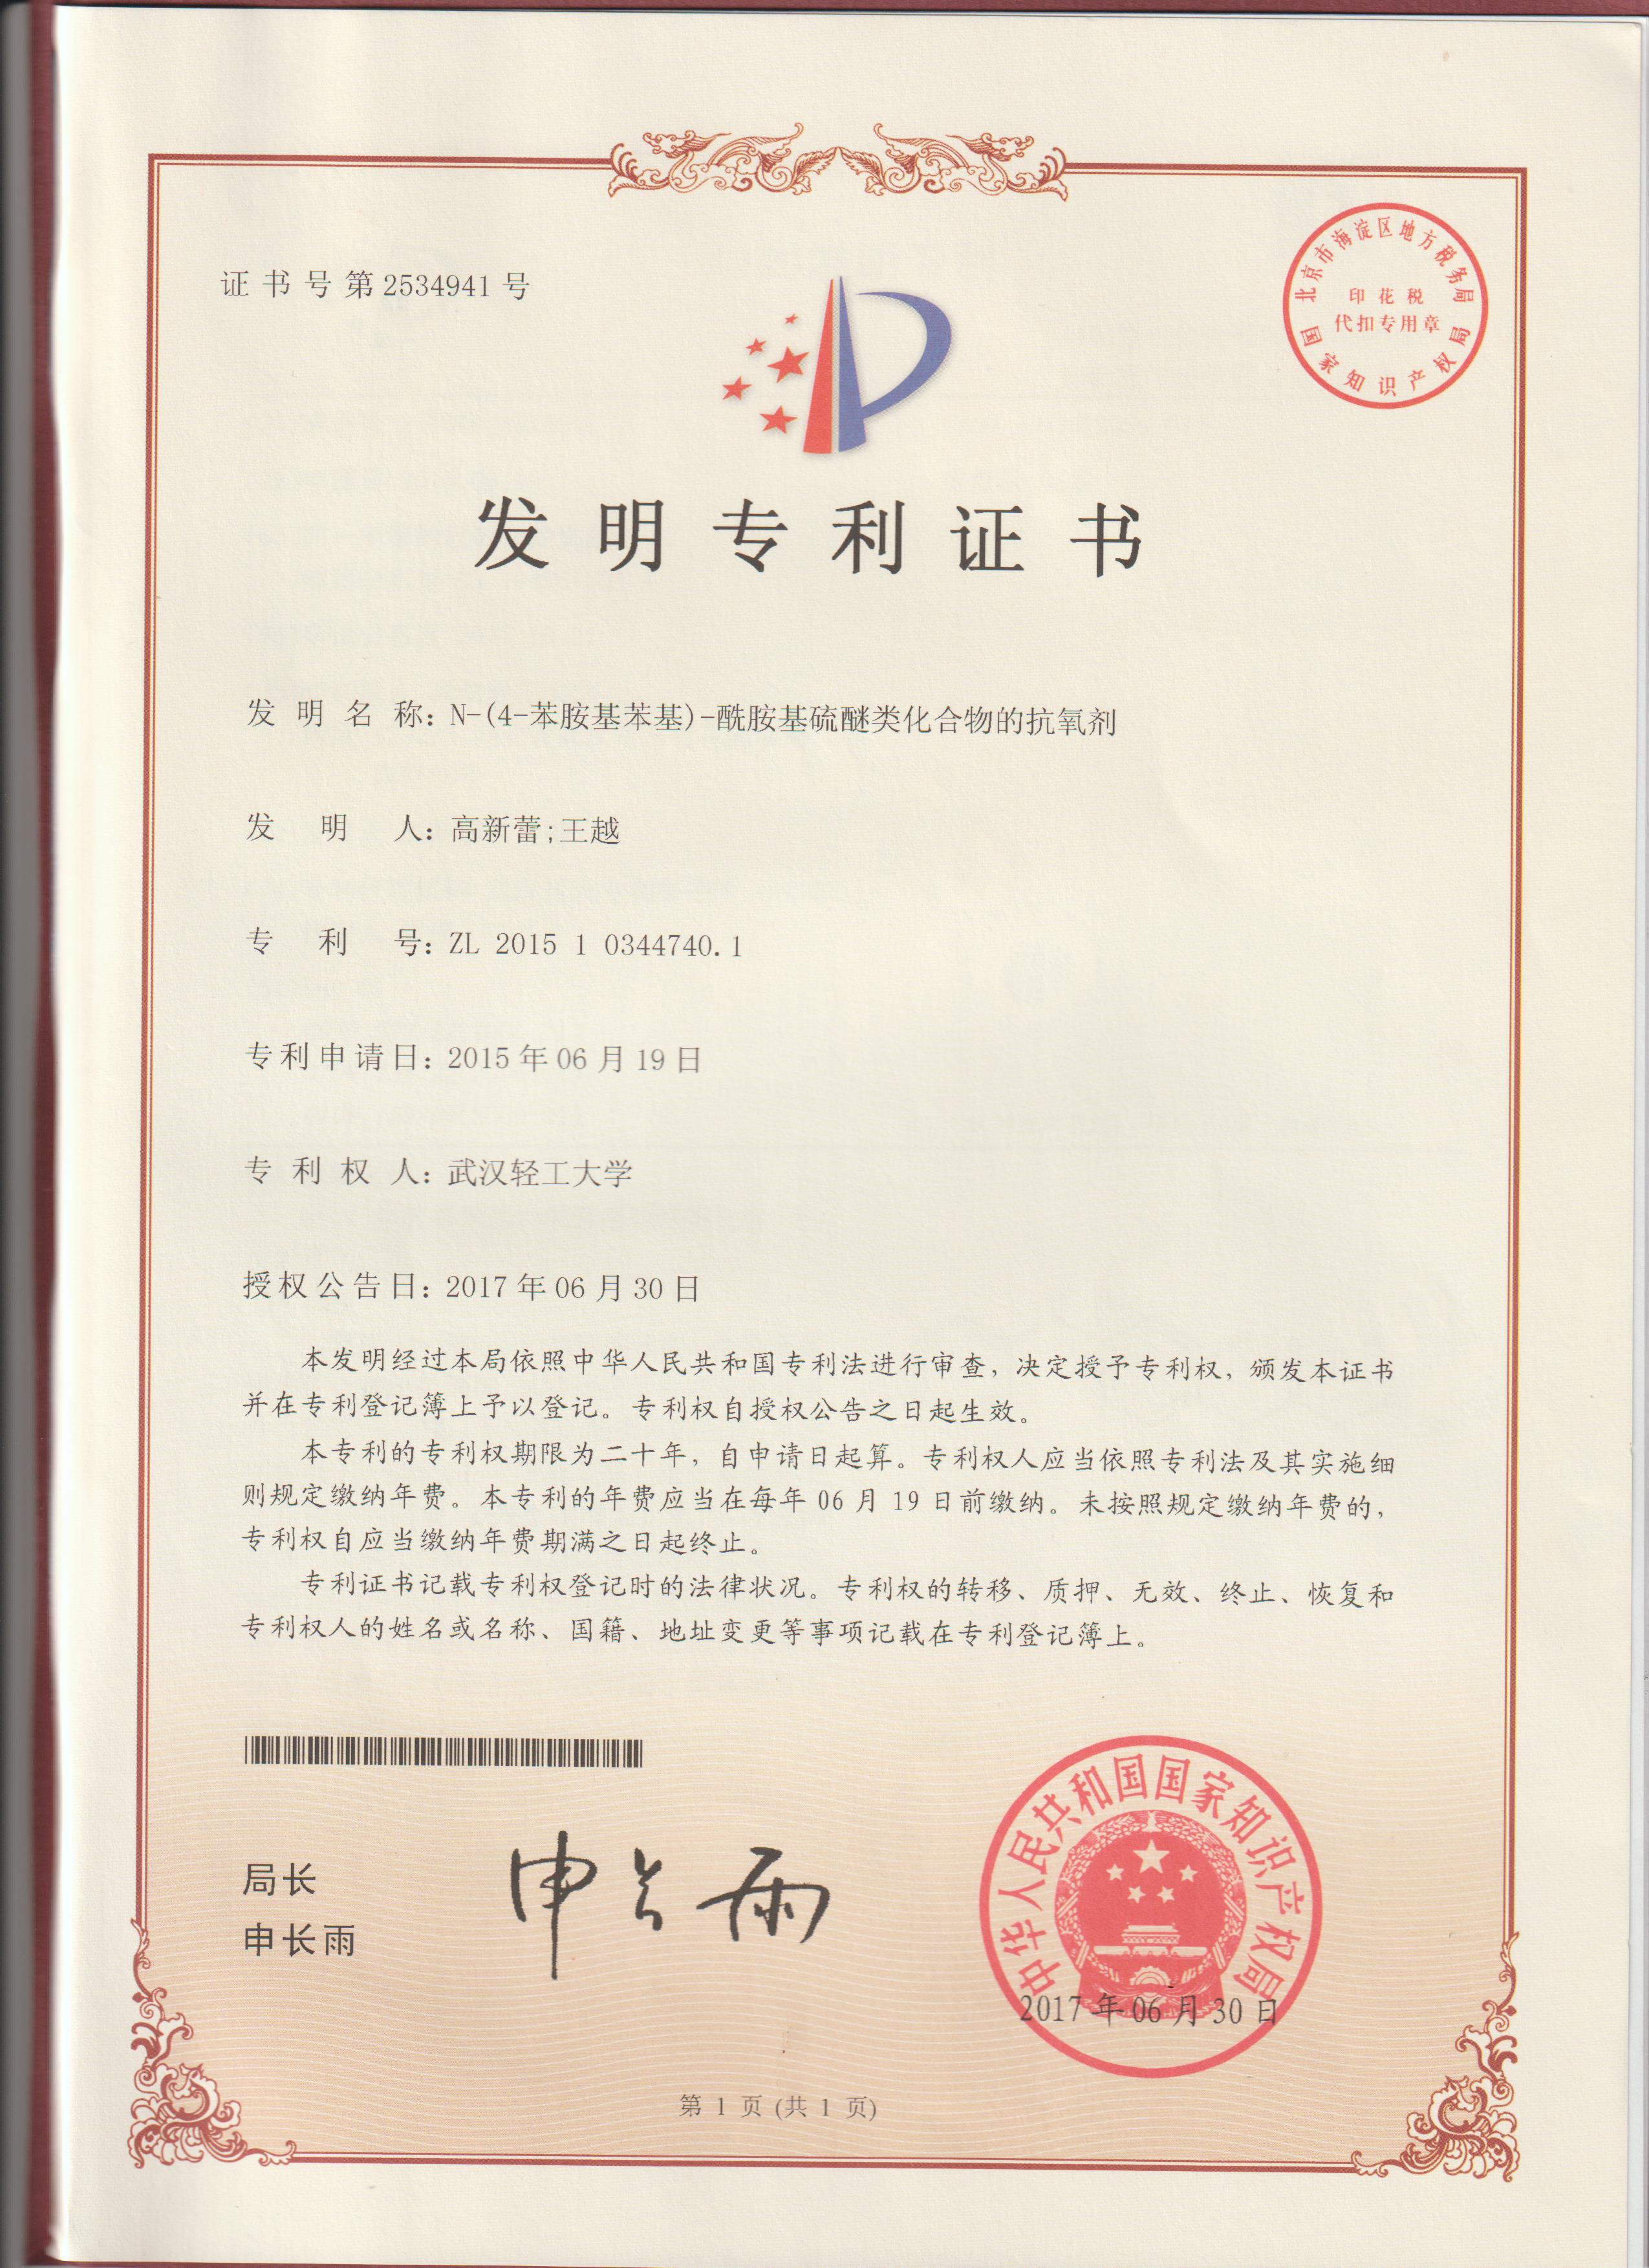 证书号第2534941号
北京市海淀区地方税务局
印花税
代扣专用章
国家知识产权局
发明专利证书
发明名称：N-(4-苯胺基苯基)-酰胺基硫醚类化合物的抗氧剂
发明人：高新蕾;王越
专利号：ZL 2015 1 0344740.1
专利申请日：2015年06月19日
专利权人：武汉轻工大学
授权公告日：2017年06月30日
本发明经过本局依照中华人民共和国专利法进行审查，决定授予专利权，颁发本证书
并在专利登记簿上予以登记。专利权自授权公告之日起生效。
本专利的专利权期限为二十年，自申请日起算。专利权人应当依照专利法及其实施细
则规定缴纳年费。本专利的年费应当在每年06月19日前缴纳。未按照规定缴纳年费的，
专利权自应当缴纳年费期满之日起终止。
专利证书记载专利权登记时的法律状况。专利权的转移、质押、无效、终止、恢复和
专利权人的姓名或名称、国籍、地址变更等事项记载在专利登记簿上。
局长
申长雨
申长雨
中华人民共和国国家知识产权局
2017年06月30日
第1页(共1页)